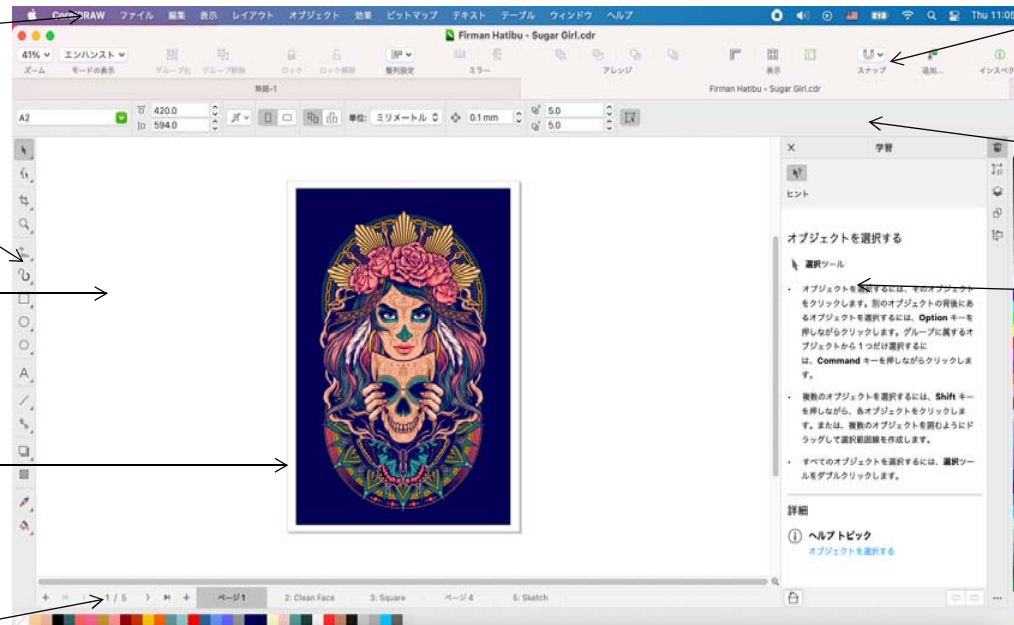 CorelDRAW ファイル 編集 表示 レイアウト オブジェクト 効果 ビットマップ テキスト テーブル ウィンドウ ヘルプ Thu 11:05
Firman Hatibu - Sugar Girl.cdr
41% エンハンスト
ズーム モードの表示 グループ化 グループ解除 ロック ロック解除 整列設定 ミラー アレンジ 表示 スナップ 追加... インスペク
無題-1 Firman Hatibu - Sugar Girl.cdr
A2 420.0 594.0 単位: ミリメートル 0.1 mm 5.0 5.0
学習
ヒント
オブジェクトを選択する
選択ツール
• オブジェクトを選択するには、そのオブジェクト
をクリックします。別のオブジェクトの背後にあ
るオブジェクトを選択するには、Option キーを
押しながらクリックします。グループに属するオ
ブジェクトから 1 つだけ選択するに
は、Command キーを押しながらクリックしま
す。
• 複数のオブジェクトを選択するには、Shift キー
を押しながら、各オブジェクトをクリックしま
す。または、複数のオブジェクトを囲むようにド
ラッグして選択範囲線を作成します。
• すべてのオブジェクトを選択するには、選択ツー
ルをダブルクリックします。
詳細
ヘルプ トピック
オブジェクトを選択する
1 / 5 ページ 1 2: Clean Face 3: Square ページ 4 5: Sketch